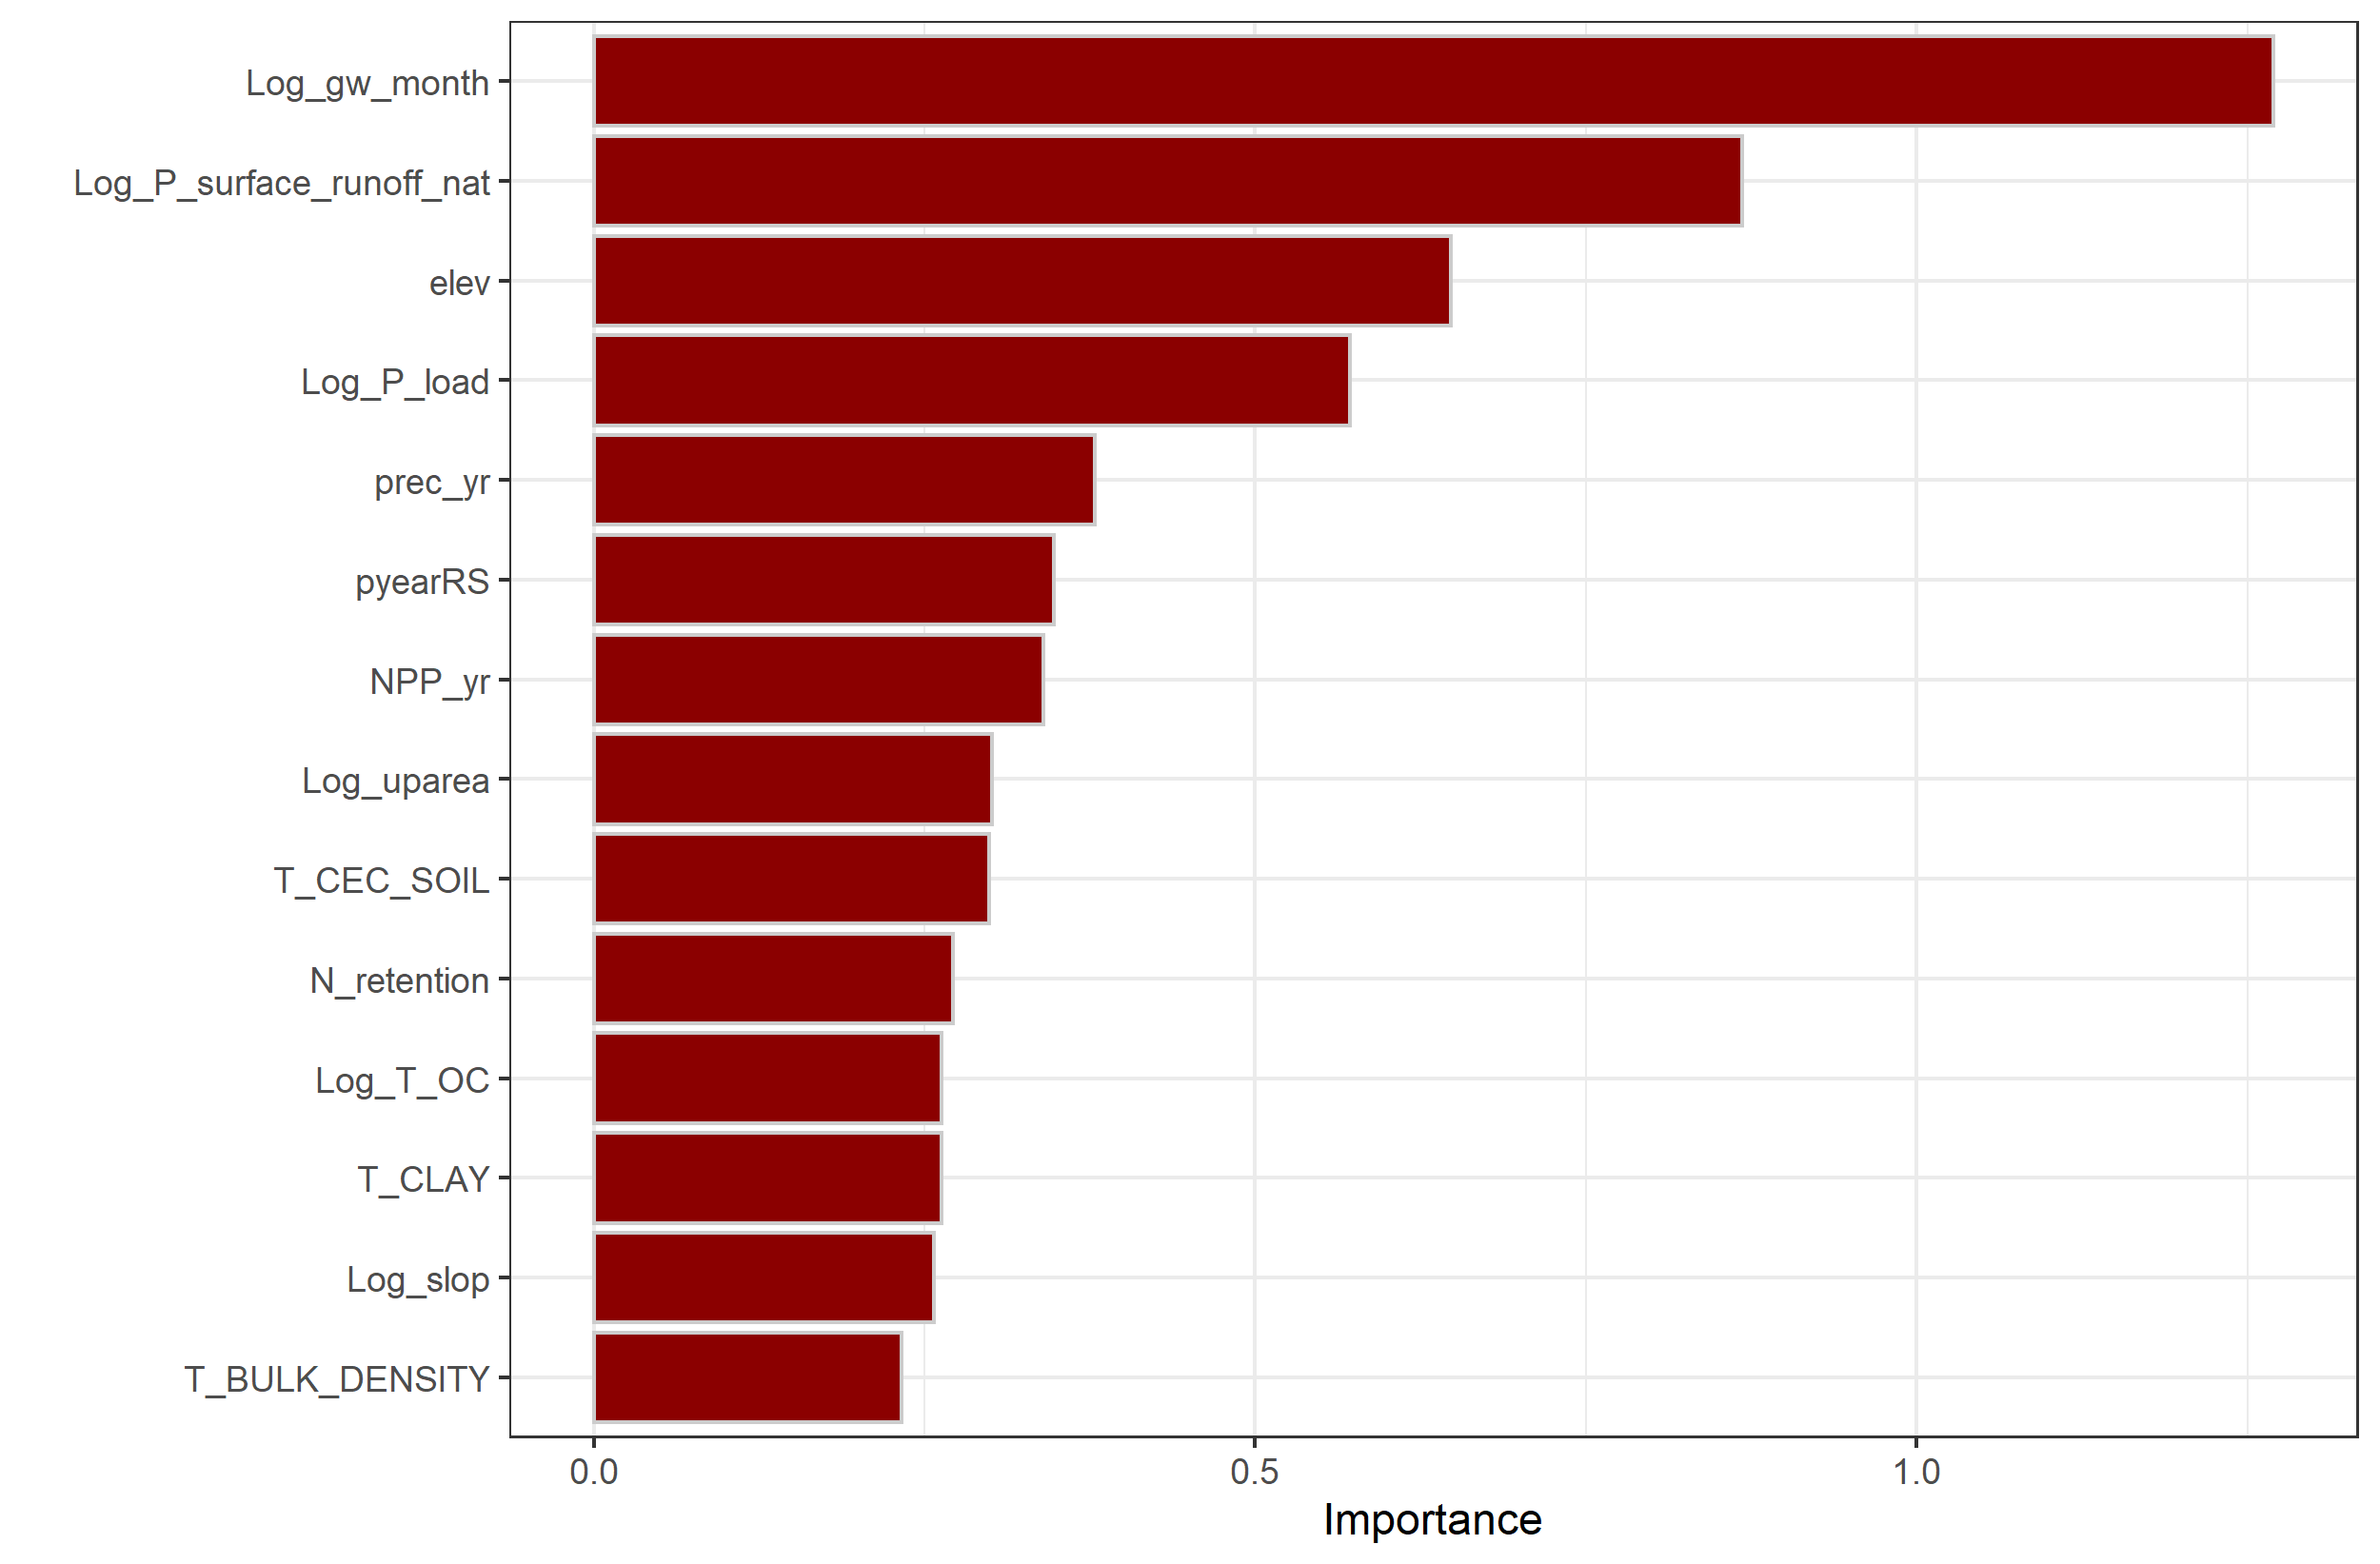 Log_gw_month
Log_P_surface_runoff_nat
elev
Log_P_load
prec_yr
pyearRS
NPP_yr
Log_uparea
T_CEC_SOIL
N_retention
Log_T_OC
T_CLAY
Log_slop
T_BULK_DENSITY
0.0 0.5 1.0
Importance